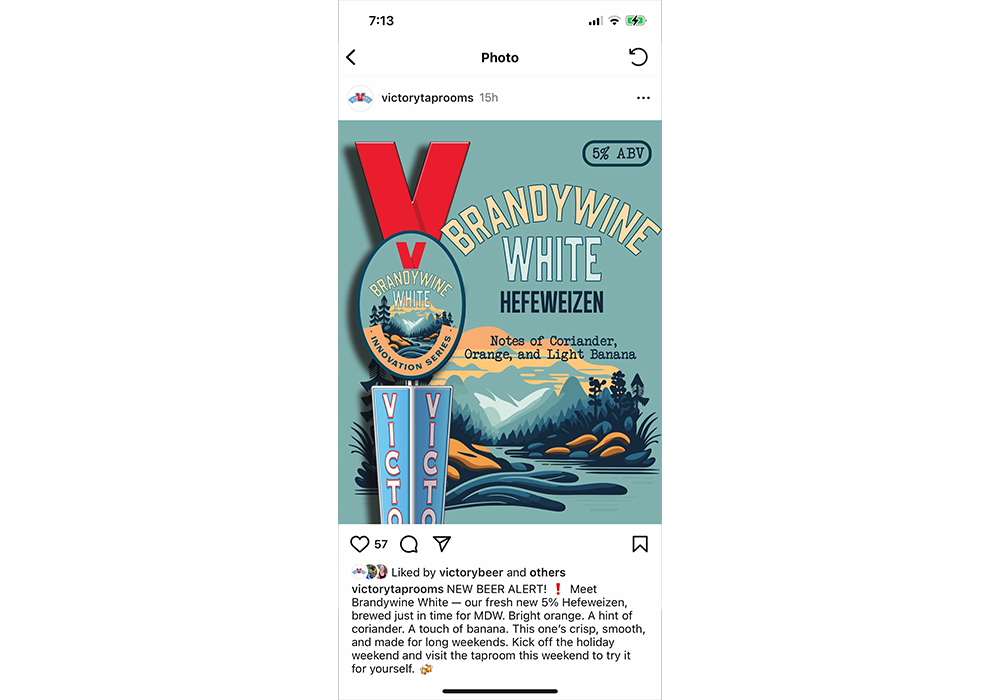 7:13
Photo
victorytaprooms 15h
5% ABV
V
BRANDYWINE
WHITE
HEFEWEIZEN
Notes of Coriander,
Orange, and Light Banana
V
BRANDYWINE
WHITE
· INNOVATION SERIES ·
VICTO
VICTO
57
Liked by victorybeer and others
victorytaprooms NEW BEER ALERT! ❗ Meet
Brandywine White — our fresh new 5% Hefeweizen,
brewed just in time for MDW. Bright orange. A hint of
coriander. A touch of banana. This one's crisp, smooth,
and made for long weekends. Kick off the holiday
weekend and visit the taproom this weekend to try it
for yourself. 🍻